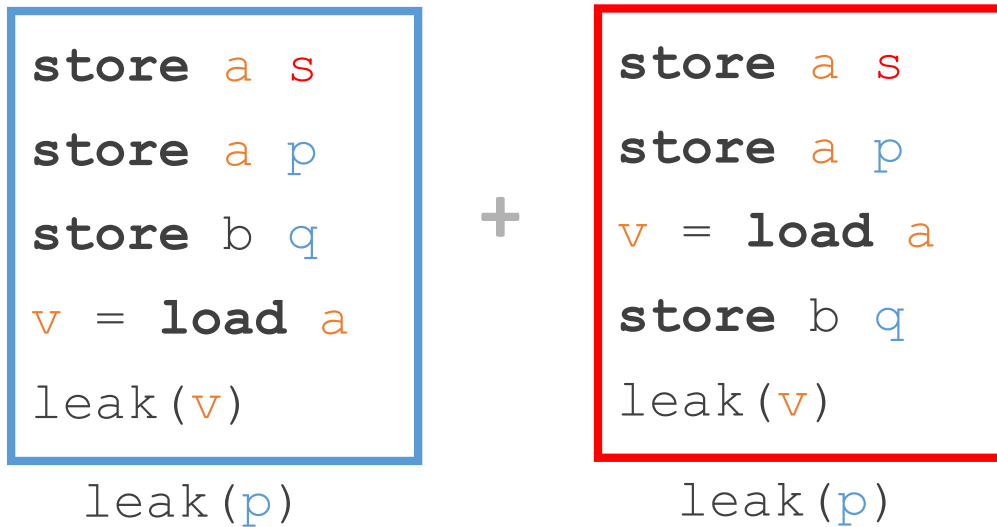 store a s
store a p
store b q
v = load a
leak(v)
leak(p)
+
store a s
store a p
v = load a
store b q
leak(v)
leak(p)